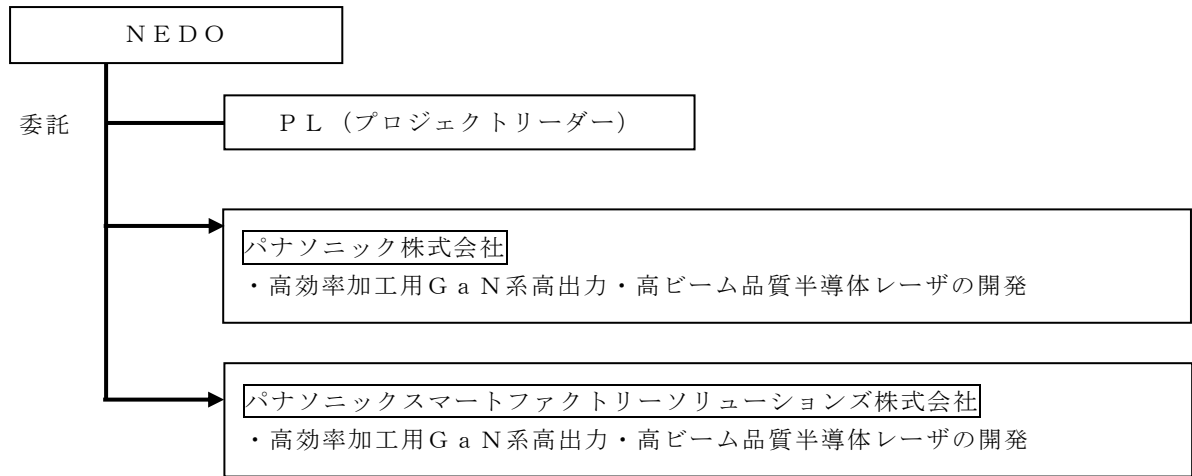 ＮＥＤＯ
委託
ＰＬ（プロジェクトリーダー）
パナソニック株式会社
・高効率加工用ＧａＮ系高出力・高ビーム品質半導体レーザの開発
パナソニックスマートファクトリーソリューションズ株式会社
・高効率加工用ＧａＮ系高出力・高ビーム品質半導体レーザの開発